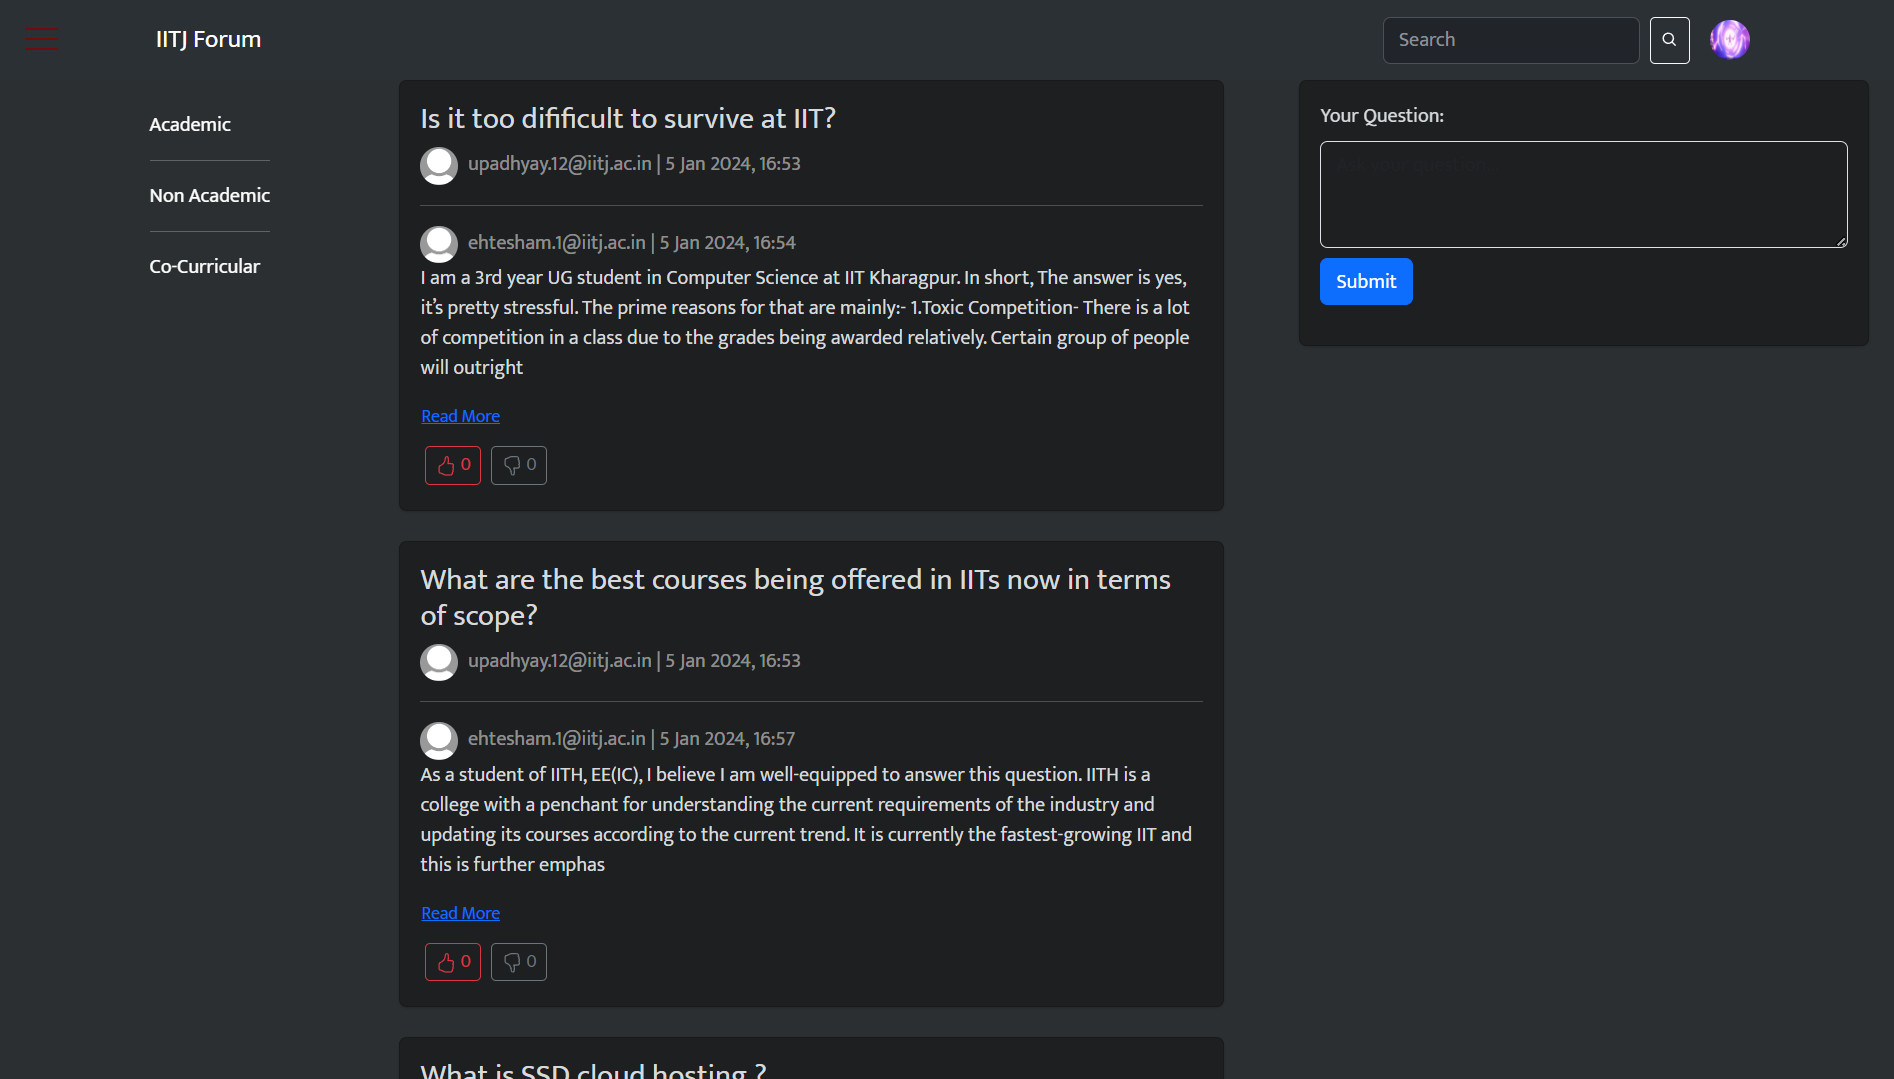 IITJ Forum
Search
Academic
Non Academic
Co-Curricular
Is it too dififificult to survive at IIT?
upadhyay.12@iitj.ac.in | 5 Jan 2024, 16:53
ehtesham.1@iitj.ac.in | 5 Jan 2024, 16:54
I am a 3rd year UG student in Computer Science at IIT Kharagpur. In short, The answer is yes,
it’s pretty stressful. The prime reasons for that are mainly:- 1.Toxic Competition- There is a lot
of competition in a class due to the grades being awarded relatively. Certain group of people
will outright
Read More
0 0
What are the best courses being offered in IITs now in terms
of scope?
upadhyay.12@iitj.ac.in | 5 Jan 2024, 16:53
ehtesham.1@iitj.ac.in | 5 Jan 2024, 16:57
As a student of IITH, EE(IC), I believe I am well-equipped to answer this question. IITH is a
college with a penchant for understanding the current requirements of the industry and
updating its courses according to the current trend. It is currently the fastest-growing IIT and
this is further emphas
Read More
0 0
What is SSD cloud hosting ?
Your Question:
Ask your question...
Submit